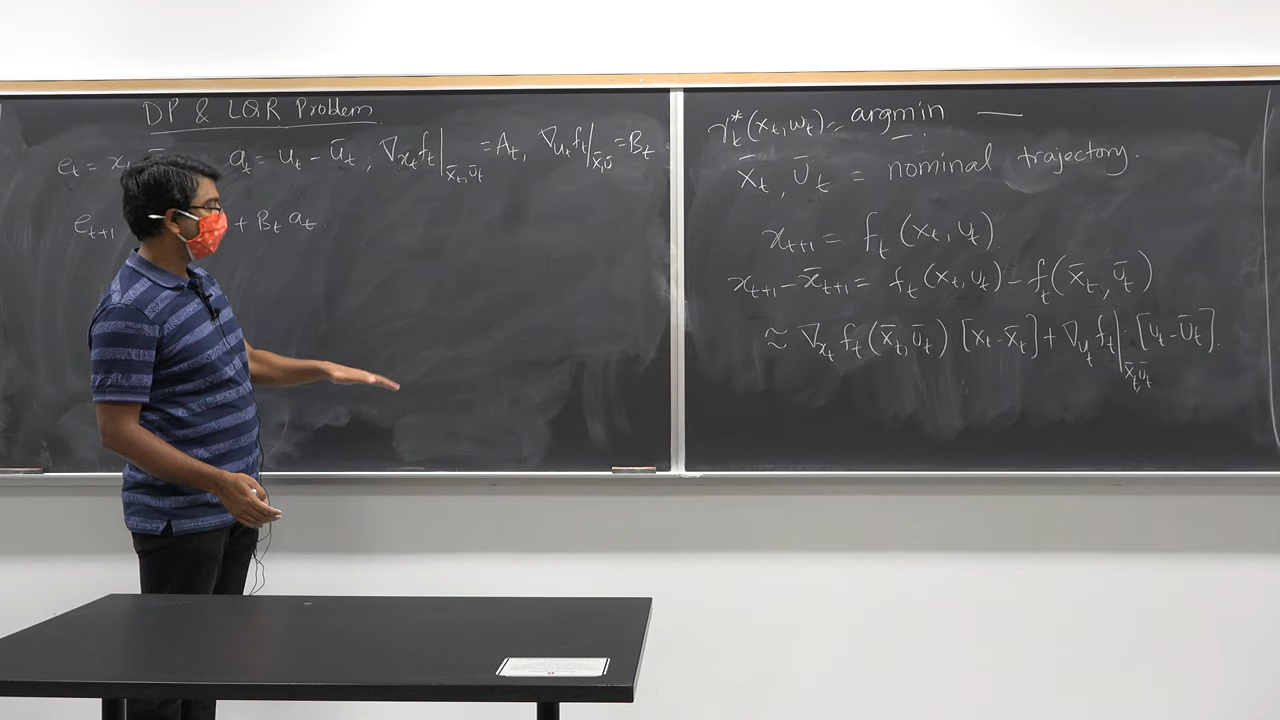 DP & LQR Problem
e_t = x_t a_t = u_t - ū_t, ∇_{x_t} f_t |_{x̄_t, ū_t} = A_t, ∇_{u_t} f_t |_{x̄, ū} = B_t
e_{t+1} + B_t a_t.
γ_t^*(x_t, w_t) = argmin —
x̄_t, ū_t = nominal trajectory.
x_{t+1} = f_t(x_t, u_t).
x_{t+1} - x̄_{t+1} = f_t(x_t, u_t) - f_t(x̄_t, ū_t)
≈ ∇_{x_t} f_t(x̄_t, ū_t) [x_t - x̄_t] + ∇_{u_t} f_t |_{x̄_t, ū_t} · [u_t - ū_t].